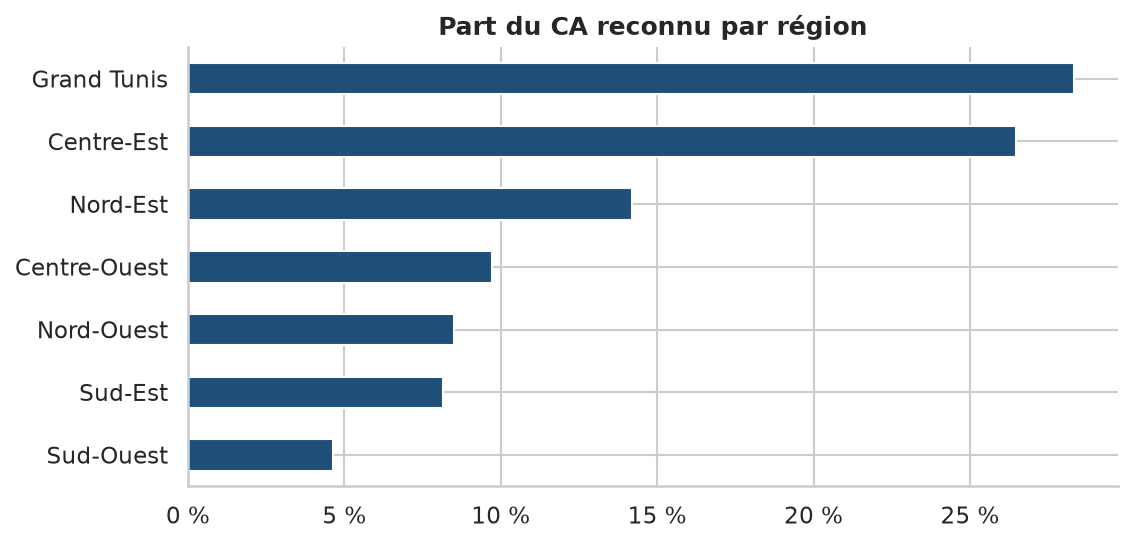 Part du CA reconnu par région
Grand Tunis
Centre-Est
Nord-Est
Centre-Ouest
Nord-Ouest
Sud-Est
Sud-Ouest
0 % 5 % 10 % 15 % 20 % 25 %